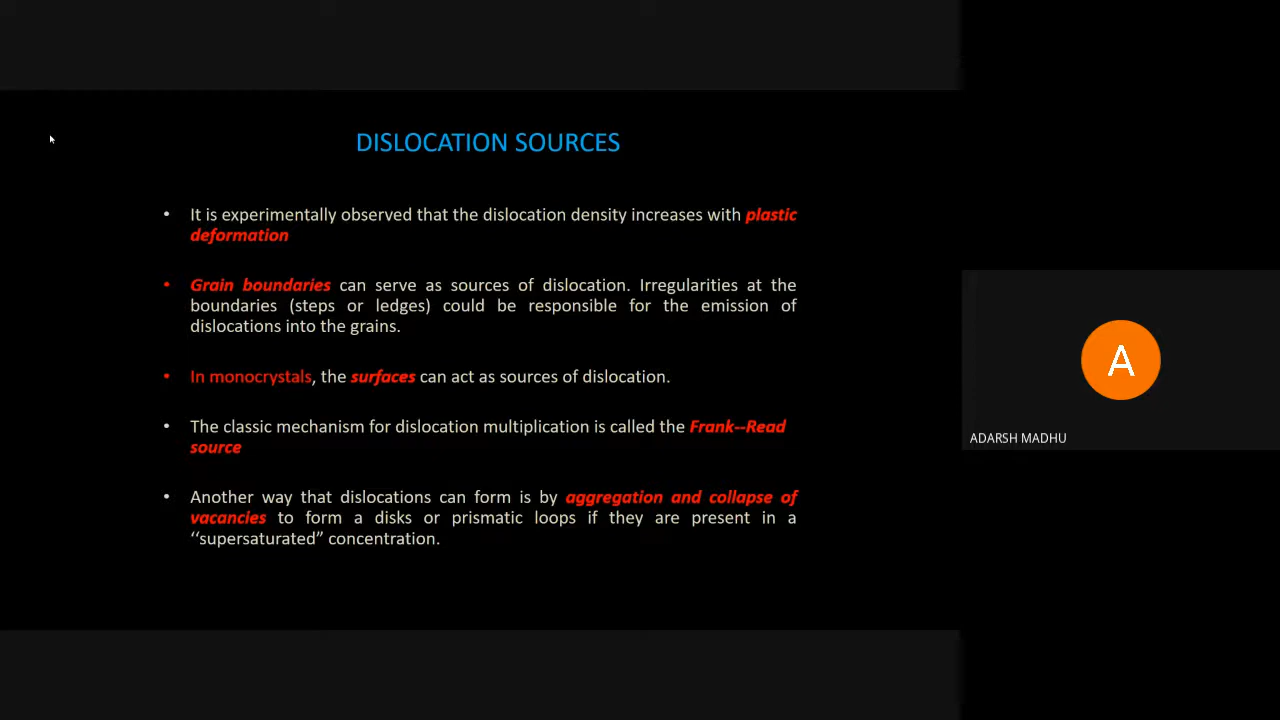 DISLOCATION SOURCES
• It is experimentally observed that the dislocation density increases with plastic
deformation
• Grain boundaries can serve as sources of dislocation. Irregularities at the
boundaries (steps or ledges) could be responsible for the emission of
dislocations into the grains.
• In monocrystals, the surfaces can act as sources of dislocation.
• The classic mechanism for dislocation multiplication is called the Frank--Read
source
• Another way that dislocations can form is by aggregation and collapse of
vacancies to form a disks or prismatic loops if they are present in a
‘‘supersaturated” concentration.
A
ADARSH MADHU